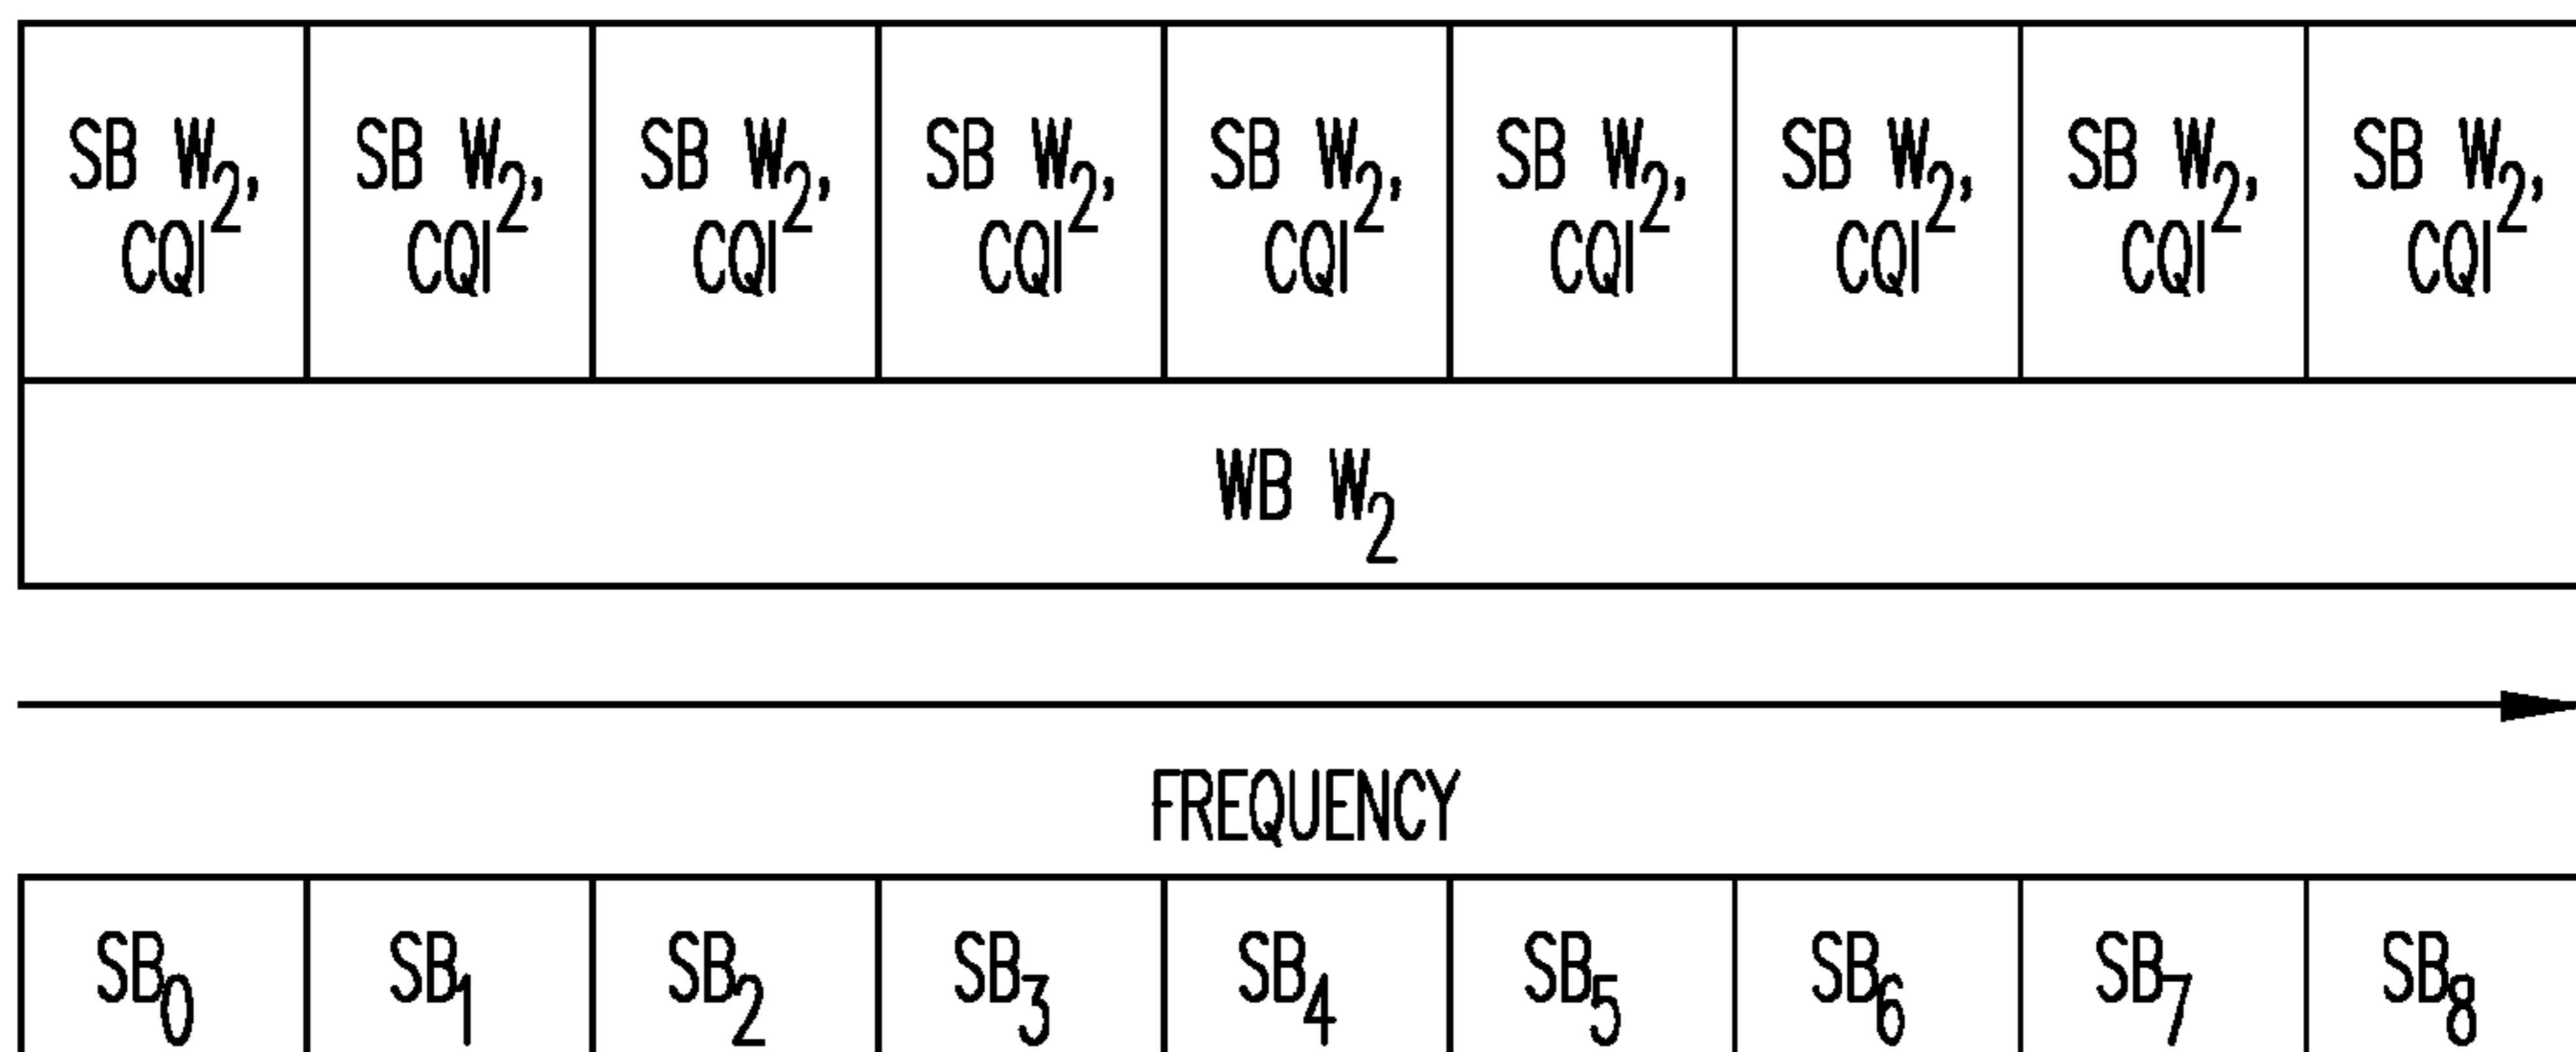 SB W2, SB W2, SB W2, SB W2, SB W2, SB W2, SB W2, SB W2, SB W2,
CQI CQI CQI CQI CQI CQI CQI CQI CQI
WB W2
FREQUENCY
SB0 SB1 SB2 SB3 SB4 SB5 SB6 SB7 SB8